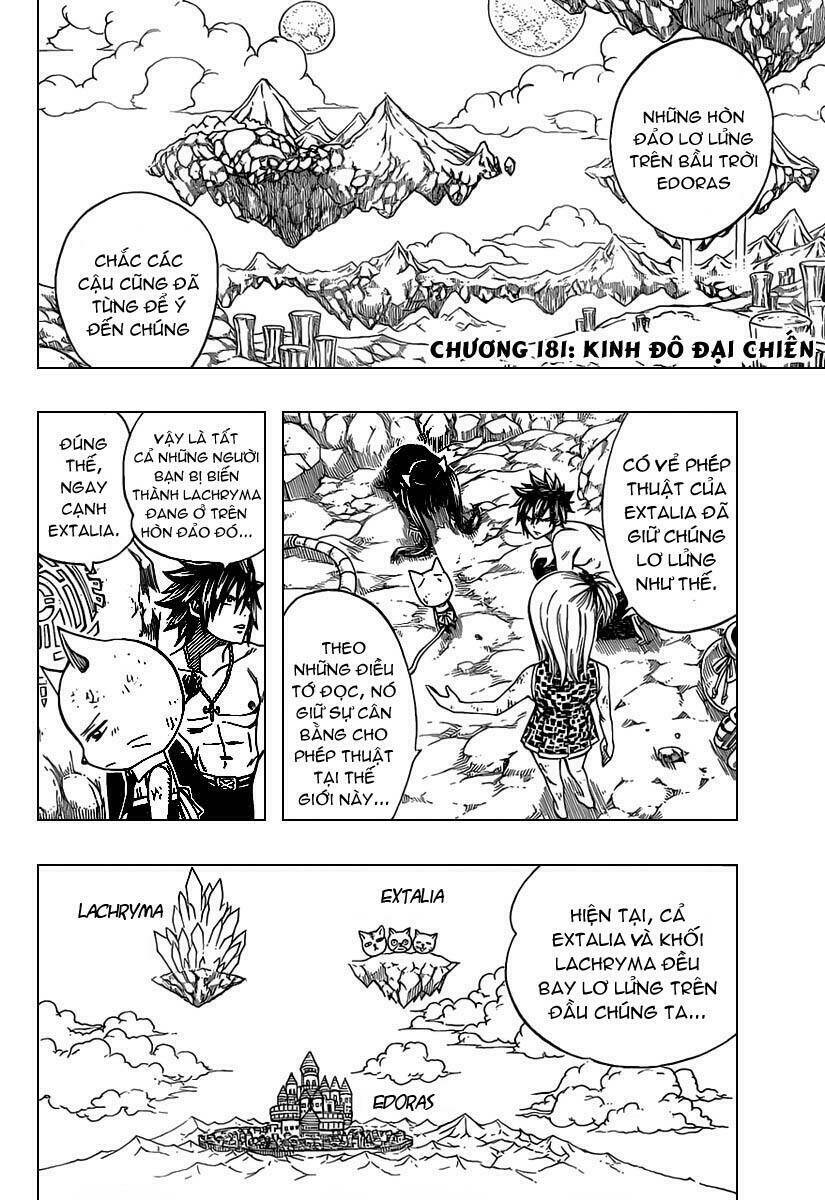 NHỮNG HÒN
ĐẢO LƠ LỬNG
TRÊN BẦU TRỜI
EDORAS
CHẮC CÁC
CẬU CŨNG ĐÃ
TỪNG ĐỂ Ý
ĐẾN CHÚNG
CHƯƠNG 181: KINH ĐÔ ĐẠI CHIẾN
CÓ VẺ PHÉP
THUẬT CỦA
EXTALIA ĐÃ
GIỮ CHÚNG
LƠ LỬNG
NHƯ THẾ.
THEO
NHỮNG ĐIỀU
TỚ ĐỌC, NÓ
GIỮ SỰ CÂN
BẰNG CHO
PHÉP THUẬT
TẠI THẾ
GIỚI NÀY...
VẬY LÀ TẤT
CẢ NHỮNG NGƯỜI
BẠN BỊ BIẾN
THÀNH LACHRYMA
ĐANG Ở TRÊN
HÒN ĐẢO ĐÓ...
ĐÚNG
THẾ,
NGAY
CẠNH
EXTALIA.
HIỆN TẠI, CẢ
EXTALIA VÀ KHỐI
LACHRYMA ĐỀU
BAY LƠ LỬNG TRÊN
ĐẦU CHÚNG TA...
EXTALIA
LACHRYMA
EDORAS